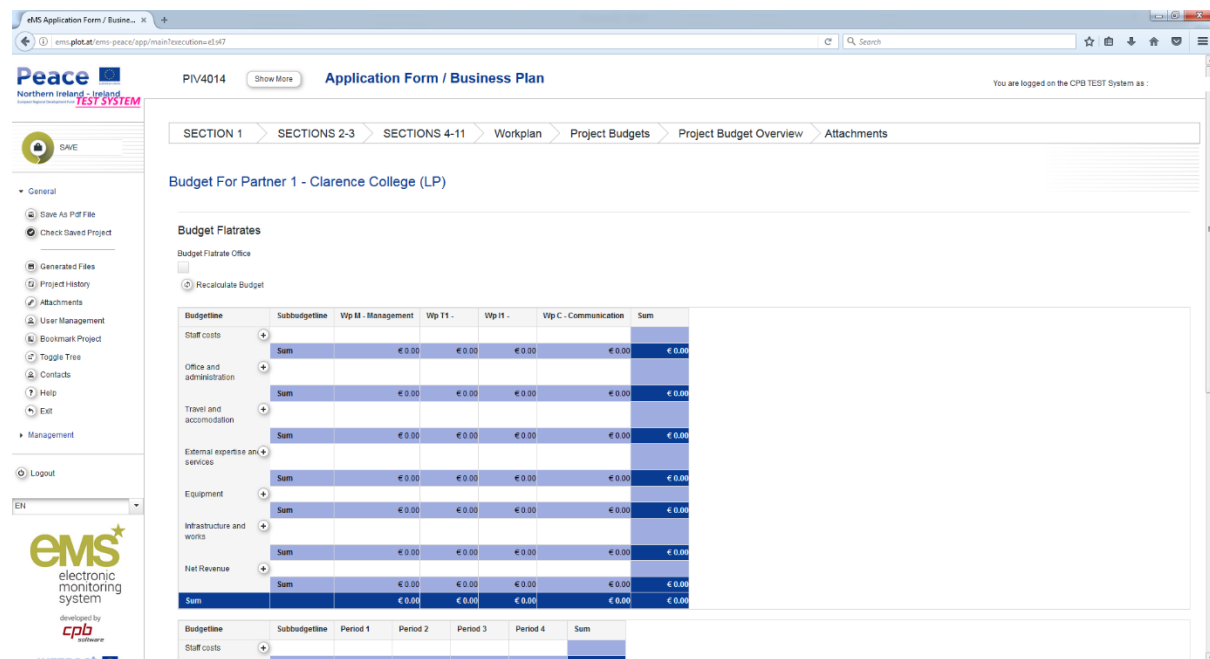 eMS Application Form / Busine...
ems.plot.at/ems-peace/app/main?execution=e1s47
Search
Peace
Northern Ireland - Ireland
European Regional Development Fund
TEST SYSTEM
PIV4014
Show More
Application Form / Business Plan
You are logged on the CPB TEST System as :
SAVE
SECTION 1 SECTIONS 2-3 SECTIONS 4-11 Workplan Project Budgets Project Budget Overview Attachments
General
Save As Pdf File
Check Saved Project
Generated Files
Project History
Attachments
User Management
Bookmark Project
Toggle Tree
Contacts
Help
Exit
Management
Logout
EN
eMS
electronic
monitoring
system
developed by
cpb
software
Budget For Partner 1 - Clarence College (LP)
Budget Flatrates
Budget Flatrate Office
Recalculate Budget
Budgetline Subbudgetline Wp M - Management Wp T1 - Wp I1 - Wp C - Communication Sum
Staff costs
Sum € 0.00 € 0.00 € 0.00 € 0.00 € 0.00
Office and
administration
Sum € 0.00 € 0.00 € 0.00 € 0.00 € 0.00
Travel and
accomodation
Sum € 0.00 € 0.00 € 0.00 € 0.00 € 0.00
External expertise and
services
Sum € 0.00 € 0.00 € 0.00 € 0.00 € 0.00
Equipment
Sum € 0.00 € 0.00 € 0.00 € 0.00 € 0.00
Infrastructure and
works
Sum € 0.00 € 0.00 € 0.00 € 0.00 € 0.00
Net Revenue
Sum € 0.00 € 0.00 € 0.00 € 0.00 € 0.00
Sum € 0.00 € 0.00 € 0.00 € 0.00 € 0.00
Budgetline Subbudgetline Period 1 Period 2 Period 3 Period 4 Sum
Staff costs